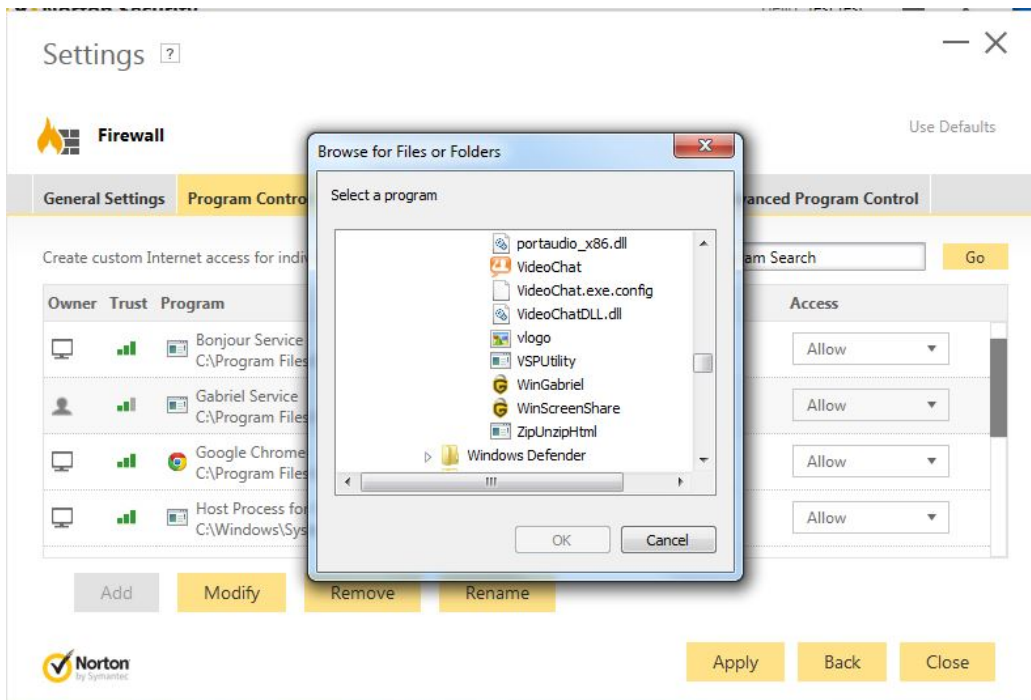 Settings ?
Firewall
Use Defaults
Browse for Files or Folders
Select a program
General Settings Program Contro
anced Program Control
Create custom Internet access for indi
am Search Go
Owner Trust Program Access
Bonjour Service
C:\Program Files
Allow
Gabriel Service
C:\Program Files
Allow
Google Chrome
C:\Program Files
Allow
Host Process for
C:\Windows\Sys
Allow
portaudio_x86.dll
VideoChat
VideoChat.exe.config
VideoChatDLL.dll
vlogo
VSPUtility
WinGabriel
WinScreenShare
ZipUnzipHtml
Windows Defender
OK Cancel
Add Modify Remove Rename
Norton
by Symantec
Apply Back Close